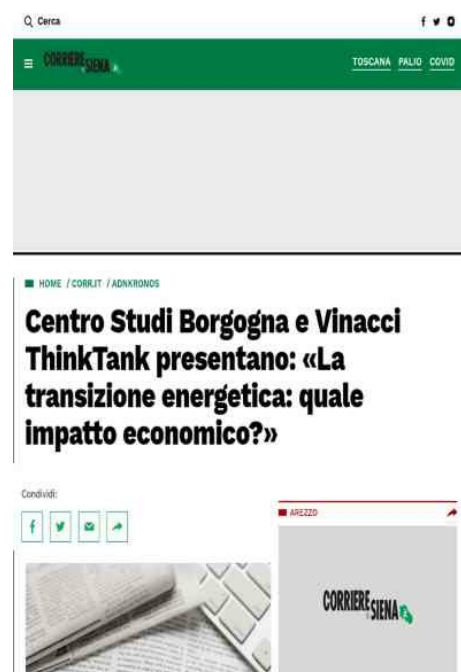 Cerca
CORRIERE SIENA
TOSCANA PALIO COVID
HOME / CORR.IT / ADNKRONOS
Centro Studi Borgogna e Vinacci
ThinkTank presentano: «La
transizione energetica: quale
impatto economico?»
Condividi:
AREZZO
CORRIERE SIENA